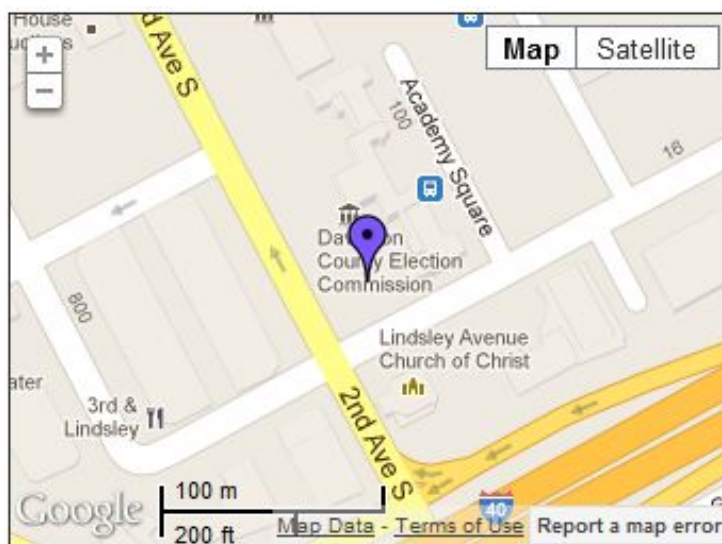 House
d Ave S
+
−
Map
Satellite
Academy Square
100
16
County Election
Commission
800
Lindsley Avenue
Church of Christ
3rd &
Lindsley
2nd Ave S
Google
100 m
200 ft
40
Map Data - Terms of Use
Report a map error